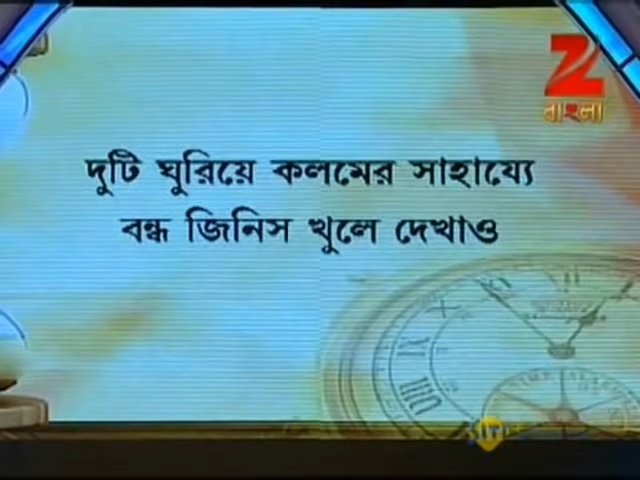 বাংলা
দুটি ঘুরিয়ে কলমের সাহায্যে
বন্ধ জিনিস খুলে দেখাও